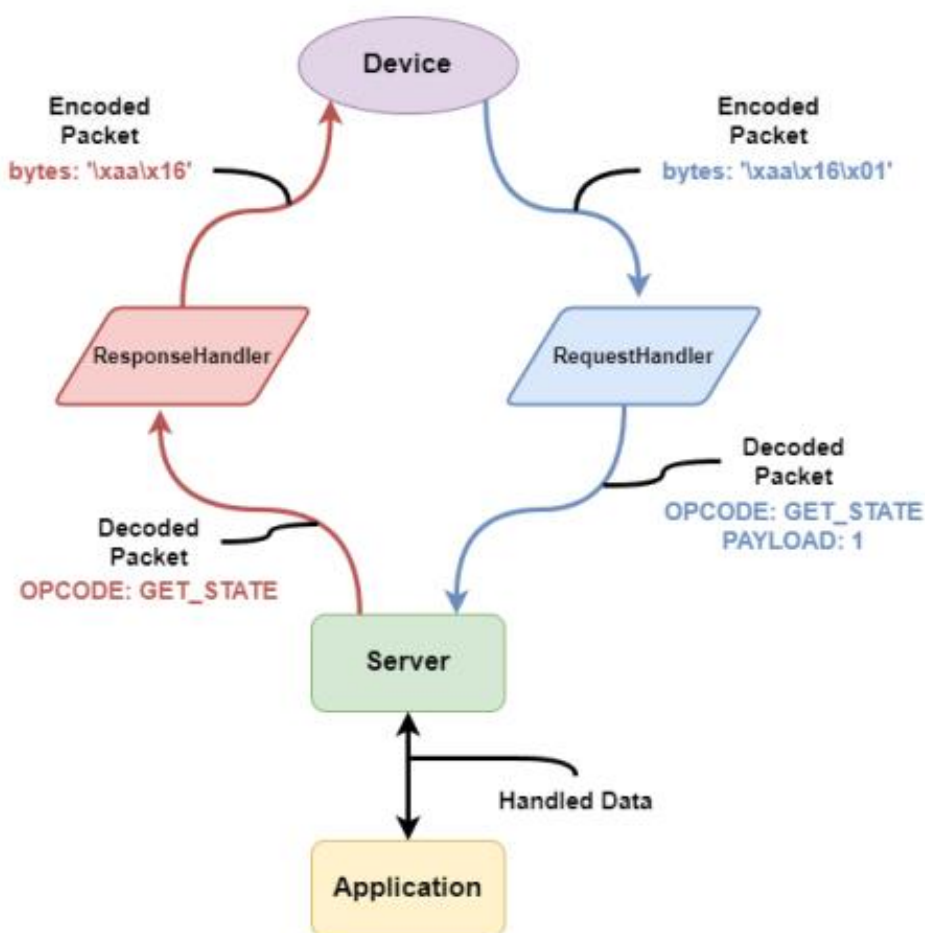 Device
Encoded
Packet
bytes: '\xaa\x16'
Encoded
Packet
bytes: '\xaa\x16\x01'
ResponseHandler
RequestHandler
Decoded
Packet
OPCODE: GET_STATE
PAYLOAD: 1
Decoded
Packet
OPCODE: GET_STATE
Server
Handled Data
Application